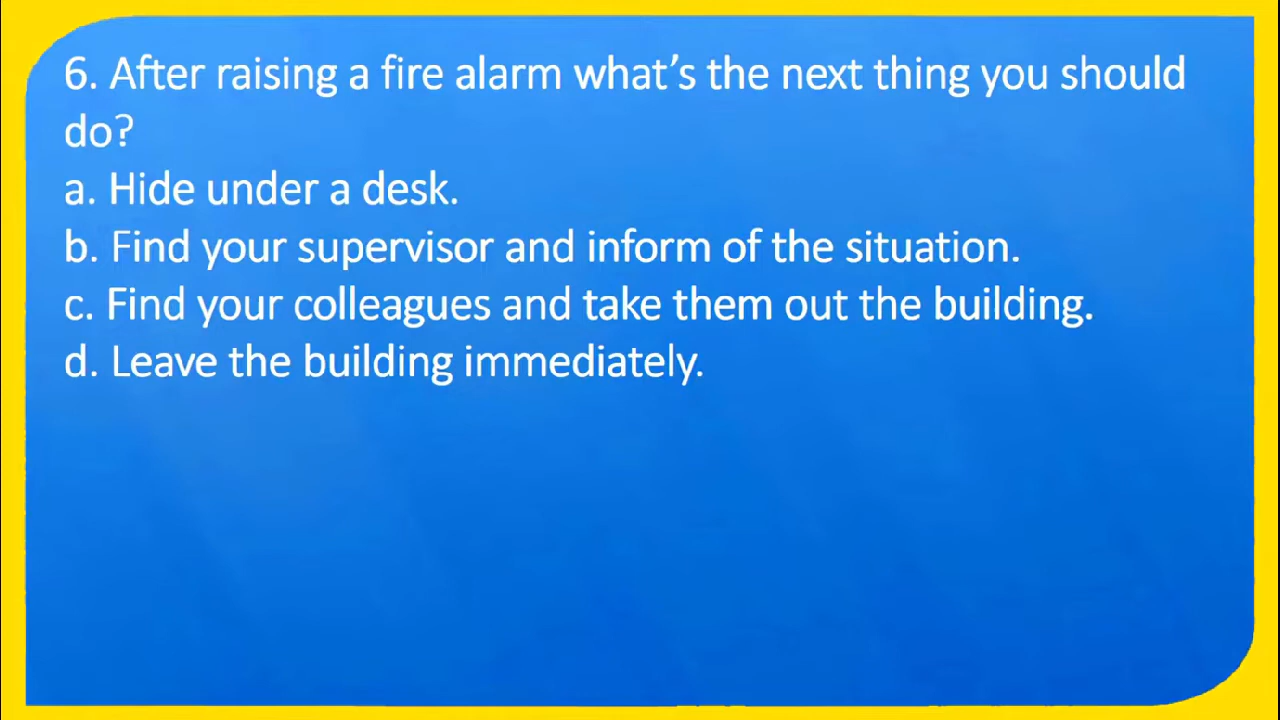 6. After raising a fire alarm what’s the next thing you should
do?
a. Hide under a desk.
b. Find your supervisor and inform of the situation.
c. Find your colleagues and take them out the building.
d. Leave the building immediately.